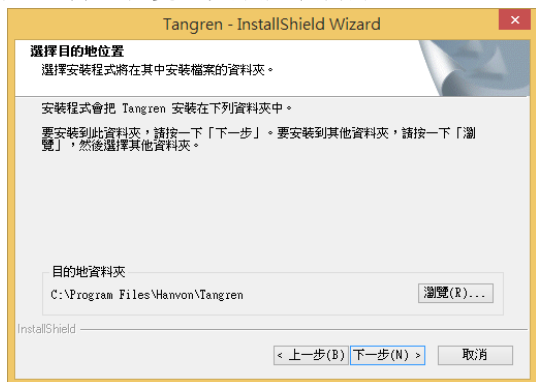 Tangren - InstallShield Wizard
選擇目的地位置
選擇安裝程式將在其中安裝檔案的資料夾。
安裝程式會把 Tangren 安裝在下列資料夾中。
要安裝到此資料夾，請按一下「下一步」。要安裝到其他資料夾，請按一下「瀏
覽」，然後選擇其他資料夾。
目的地資料夾
C:\Program Files\Hanvon\Tangren
瀏覽(R)...
InstallShield
< 上一步(B) 下一步(N) > 取消